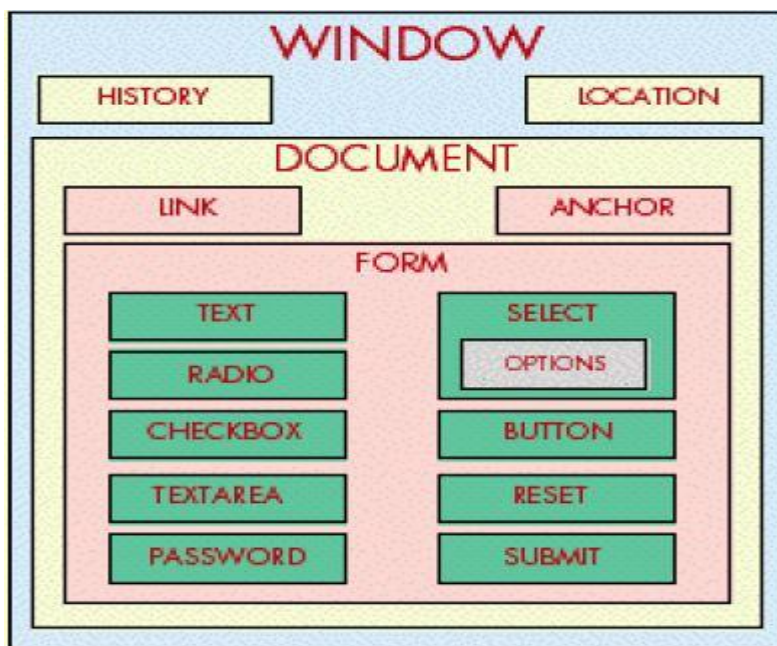 WINDOW
HISTORY
LOCATION
DOCUMENT
LINK
ANCHOR
FORM
TEXT
SELECT
OPTIONS
RADIO
CHECKBOX
BUTTON
TEXTAREA
RESET
PASSWORD
SUBMIT